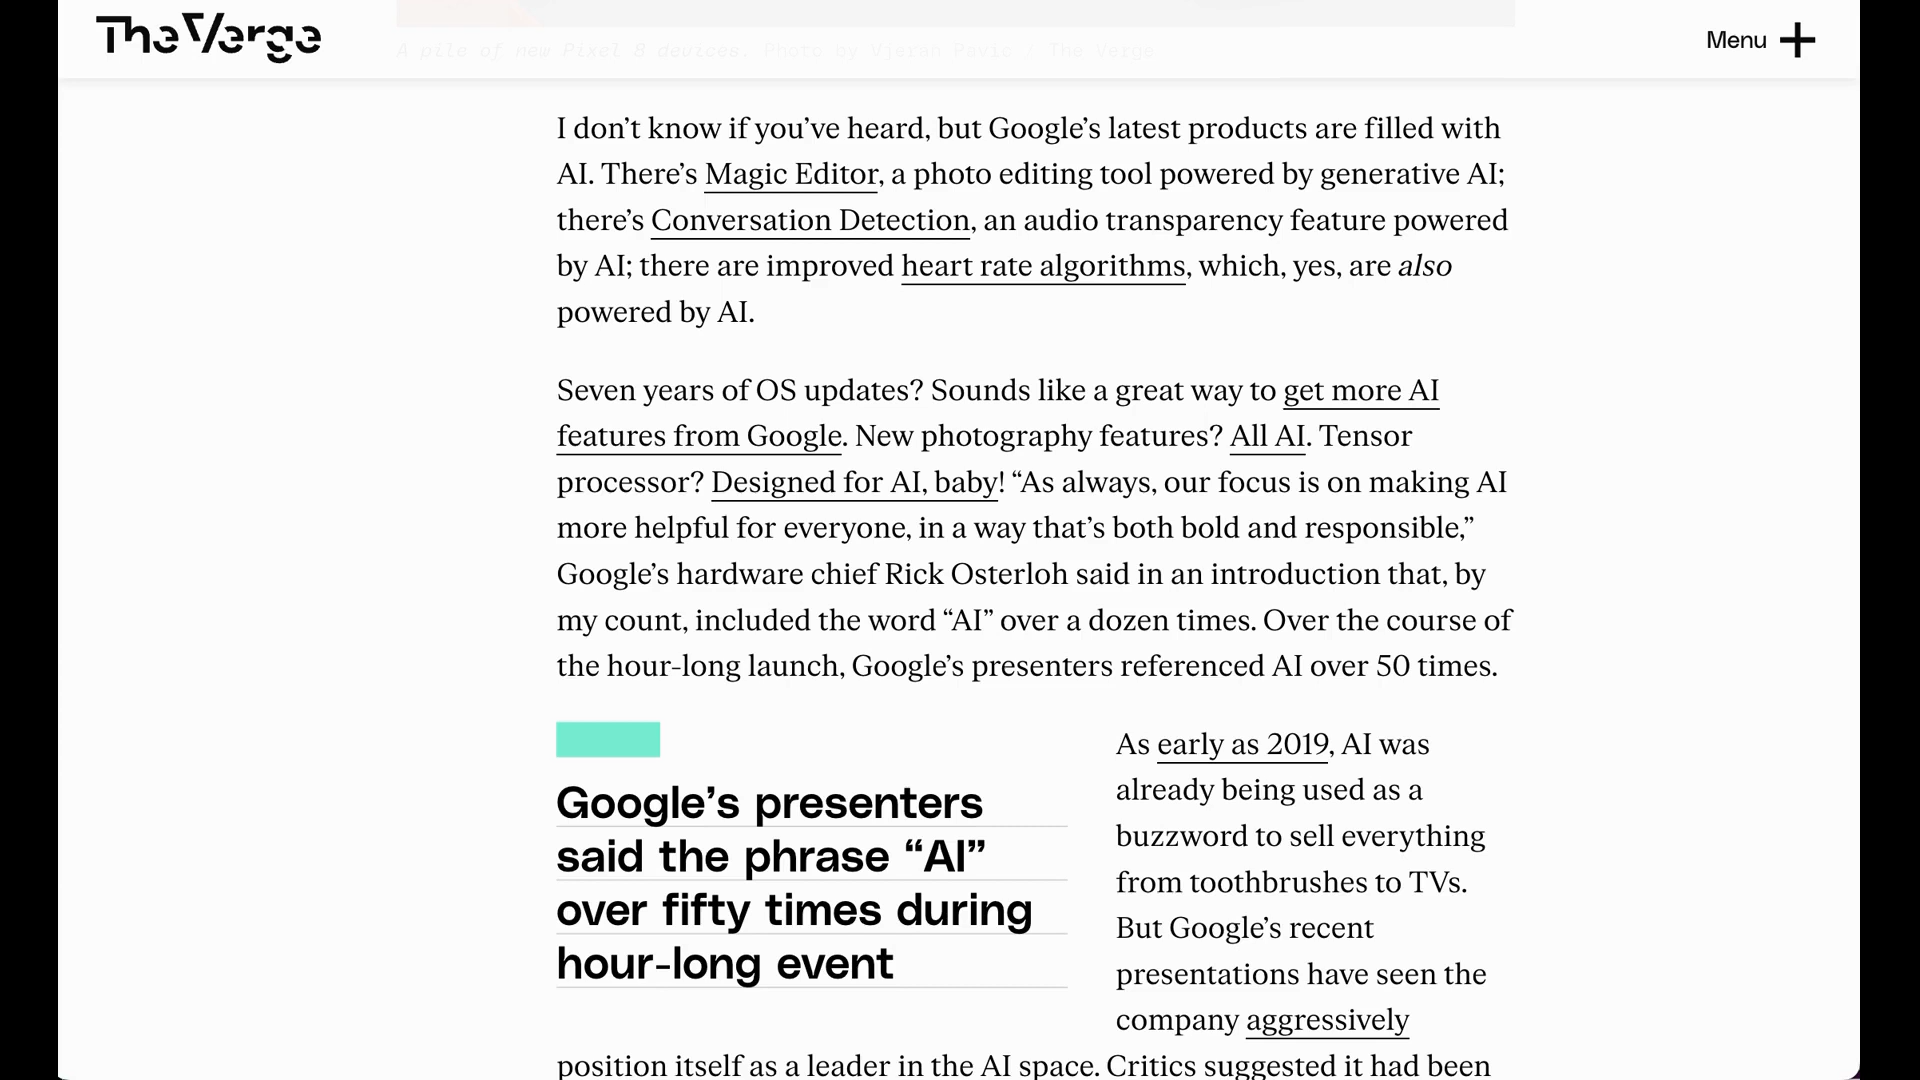 The Verge
Menu
A pile of new Pixel 8 devices. Photo by Vjeran Pavic / The Verge
I don’t know if you’ve heard, but Google’s latest products are filled with
AI. There’s Magic Editor, a photo editing tool powered by generative AI;
there’s Conversation Detection, an audio transparency feature powered
by AI; there are improved heart rate algorithms, which, yes, are also
powered by AI.
Seven years of OS updates? Sounds like a great way to get more AI
features from Google. New photography features? All AI. Tensor
processor? Designed for AI, baby! “As always, our focus is on making AI
more helpful for everyone, in a way that’s both bold and responsible,”
Google’s hardware chief Rick Osterloh said in an introduction that, by
my count, included the word “AI” over a dozen times. Over the course of
the hour-long launch, Google’s presenters referenced AI over 50 times.
Google’s presenters
said the phrase “AI”
over fifty times during
hour-long event
As early as 2019, AI was
already being used as a
buzzword to sell everything
from toothbrushes to TVs.
But Google’s recent
presentations have seen the
company aggressively
position itself as a leader in the AI space. Critics suggested it had been